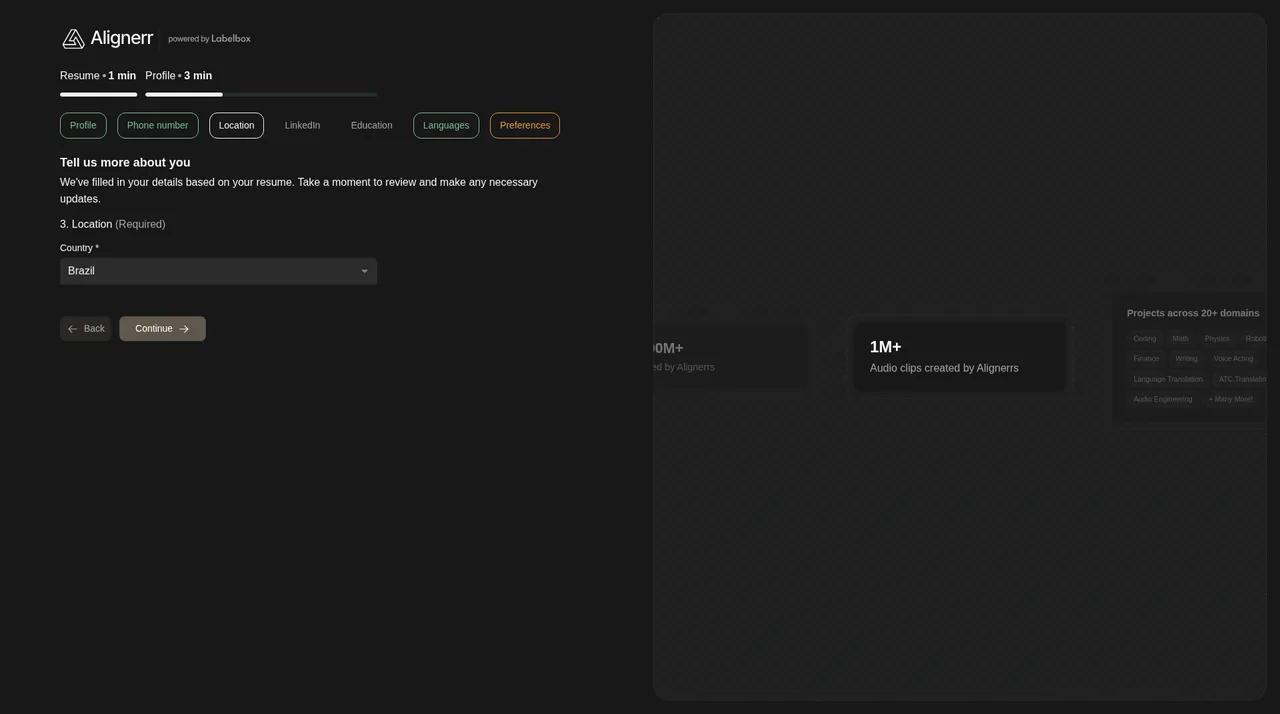 Alignerr powered by Labelbox
Resume • 1 min Profile • 3 min
Profile Phone number Location LinkedIn Education Languages Preferences
Tell us more about you
We've filled in your details based on your resume. Take a moment to review and make any necessary
updates.
3. Location (Required)
Country *
Brazil
Back Continue
1M+
Audio clips created by Alignerrs
Projects across 20+ domains
Coding Math Physics
Finance Writing Voice Acting
Language Translation ATC
Audio Engineering + Many More!
by Alignerrs